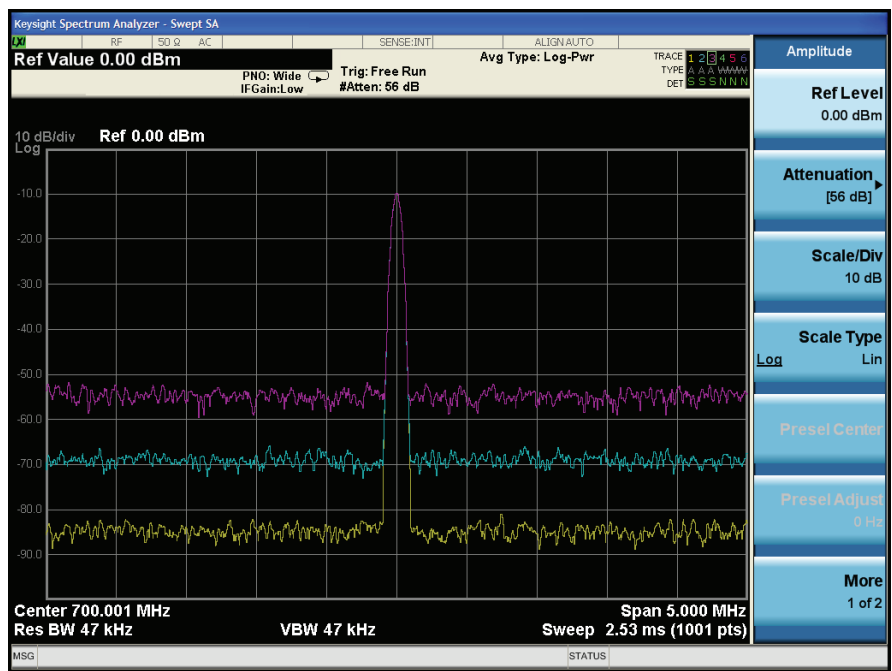 Keysight Spectrum Analyzer - Swept SA
LXI RF 50 Ω AC SENSE:INT ALIGN AUTO
Ref Value 0.00 dBm
PNO: Wide
IFGain:Low
Trig: Free Run
#Atten: 56 dB
Avg Type: Log-Pwr
TRACE 1 2 3 4 5 6
TYPE A A A W W W
DET S S S N N N
10 dB/div Ref 0.00 dBm
Log
-10.0
-20.0
-30.0
-40.0
-50.0
-60.0
-70.0
-80.0
-90.0
Center 700.001 MHz Span 5.000 MHz
Res BW 47 kHz VBW 47 kHz Sweep 2.53 ms (1001 pts)
MSG STATUS
Amplitude
Ref Level
0.00 dBm
Attenuation
[56 dB]
Scale/Div
10 dB
Scale Type
Log Lin
Presel Center
Presel Adjust
0 Hz
More
1 of 2